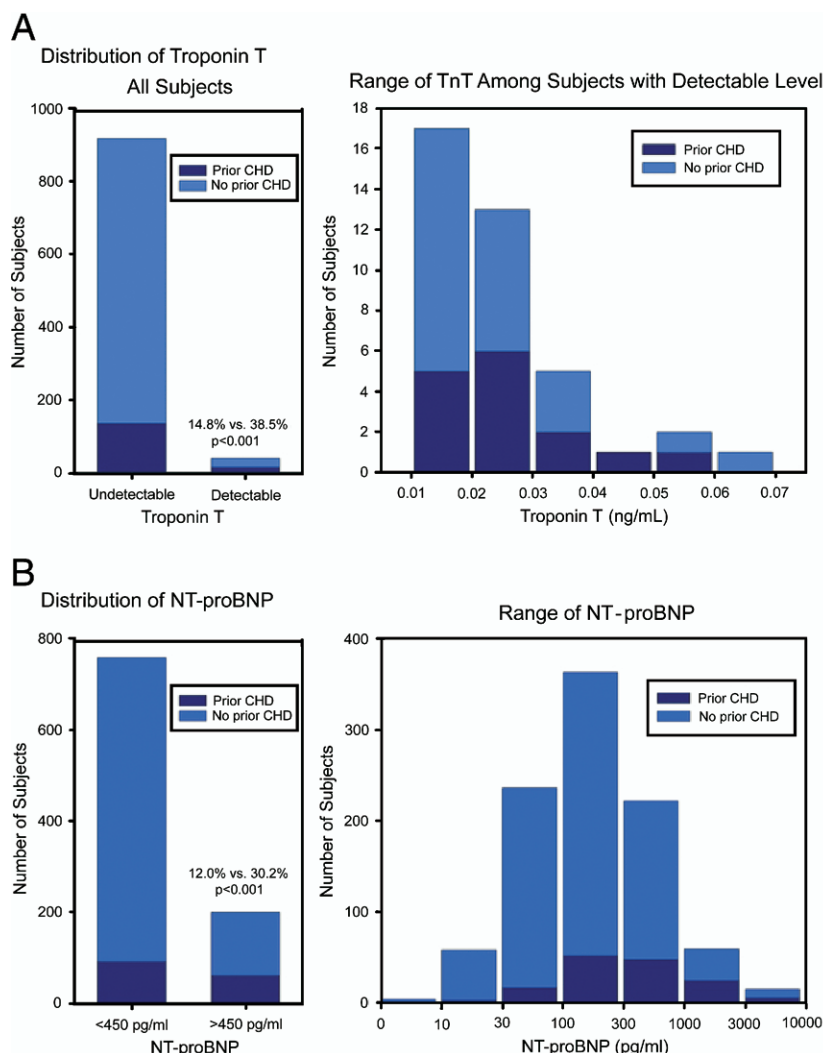 A
Distribution of Troponin T
All Subjects
1000
800
600
400
200
0
Number of Subjects
Prior CHD
No prior CHD
14.8% vs. 38.5%
p<0.001
Undetectable
Detectable
Troponin T
Range of TnT Among Subjects with Detectable Level
18
16
14
12
10
8
6
4
2
0
Number of Subjects
Prior CHD
No prior CHD
0.01
0.02
0.03
0.04
0.05
0.06
0.07
Troponin T (ng/mL)
B
Distribution of NT-proBNP
800
600
400
200
0
Number of Subjects
Prior CHD
No prior CHD
12.0% vs. 30.2%
p<0.001
<450 pg/ml
>450 pg/ml
NT-proBNP
Range of NT-proBNP
400
300
200
100
0
Number of Subjects
Prior CHD
No prior CHD
0
10
30
100
300
1000
3000
10000
NT-proBNP (pg/ml)